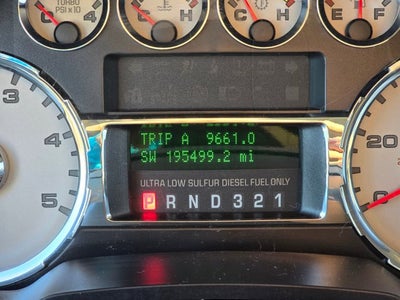 TURBO
PSI x 10
C H
E F
C H
TRIP A 9661.0
SW 195499.2 mi
ULTRA LOW SULFUR DIESEL FUEL ONLY
P R N D 3 2 1
4
5
5
20